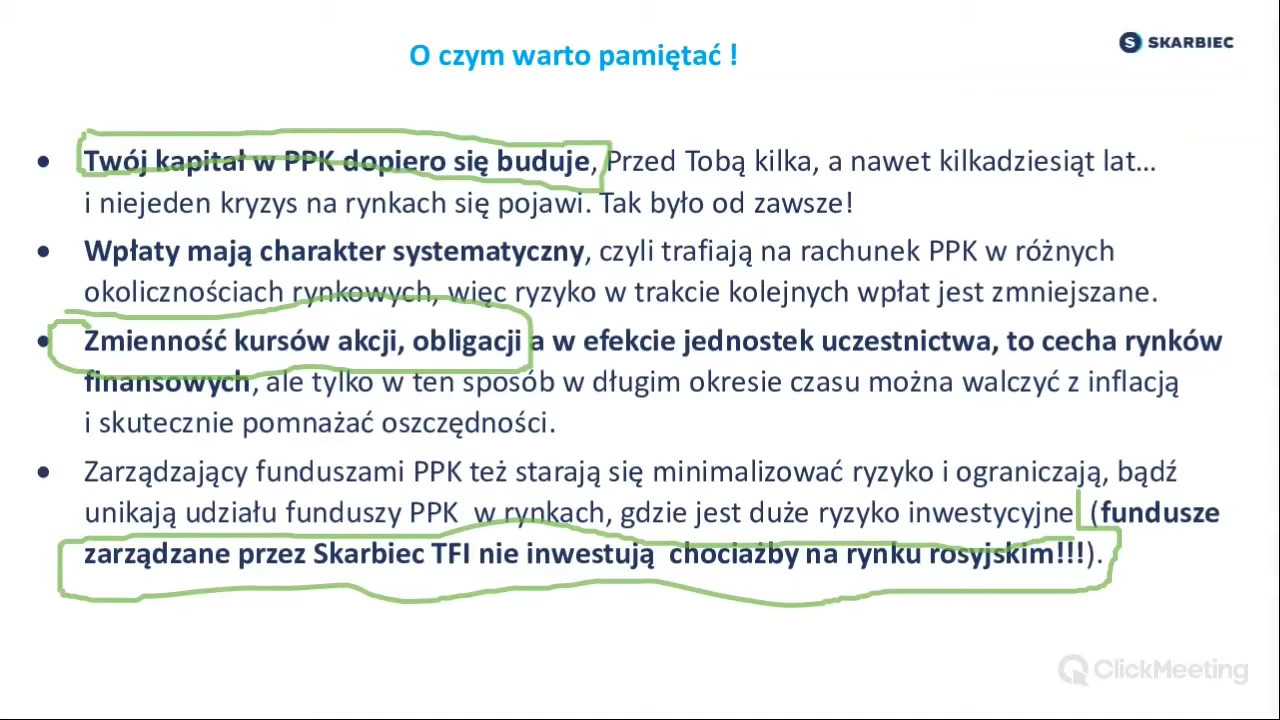 O czym warto pamiętać !
S SKARBIEC
• Twój kapitał w PPK dopiero się buduje, Przed Tobą kilka, a nawet kilkadziesiąt lat...
i niejeden kryzys na rynkach się pojawi. Tak było od zawsze!
• Wpłaty mają charakter systematyczny, czyli trafiają na rachunek PPK w różnych
okolicznościach rynkowych, więc ryzyko w trakcie kolejnych wpłat jest zmniejszane.
• Zmienność kursów akcji, obligacji a w efekcie jednostek uczestnictwa, to cecha rynków
finansowych, ale tylko w ten sposób w długim okresie czasu można walczyć z inflacją
i skutecznie pomnażać oszczędności.
• Zarządzający funduszami PPK też starają się minimalizować ryzyko i ograniczają, bądź
unikają udziału funduszy PPK w rynkach, gdzie jest duże ryzyko inwestycyjne (fundusze
zarządzane przez Skarbiec TFI nie inwestują chociażby na rynku rosyjskim!!!).
ClickMeeting